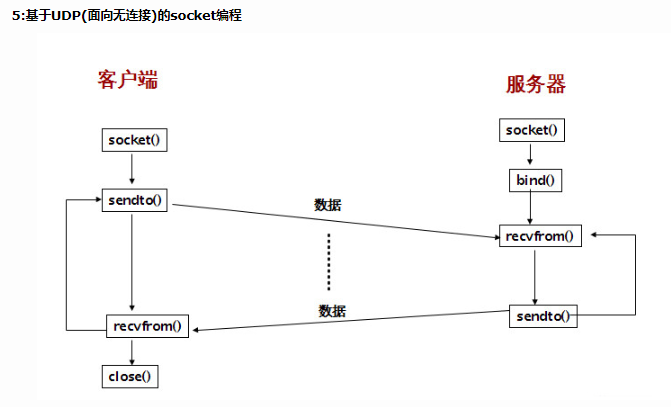 5:基于UDP(面向无连接)的socket编程
客户端
服务器
socket()
socket()
bind()
sendto()
数据
recvfrom()
数据
sendto()
recvfrom()
close()